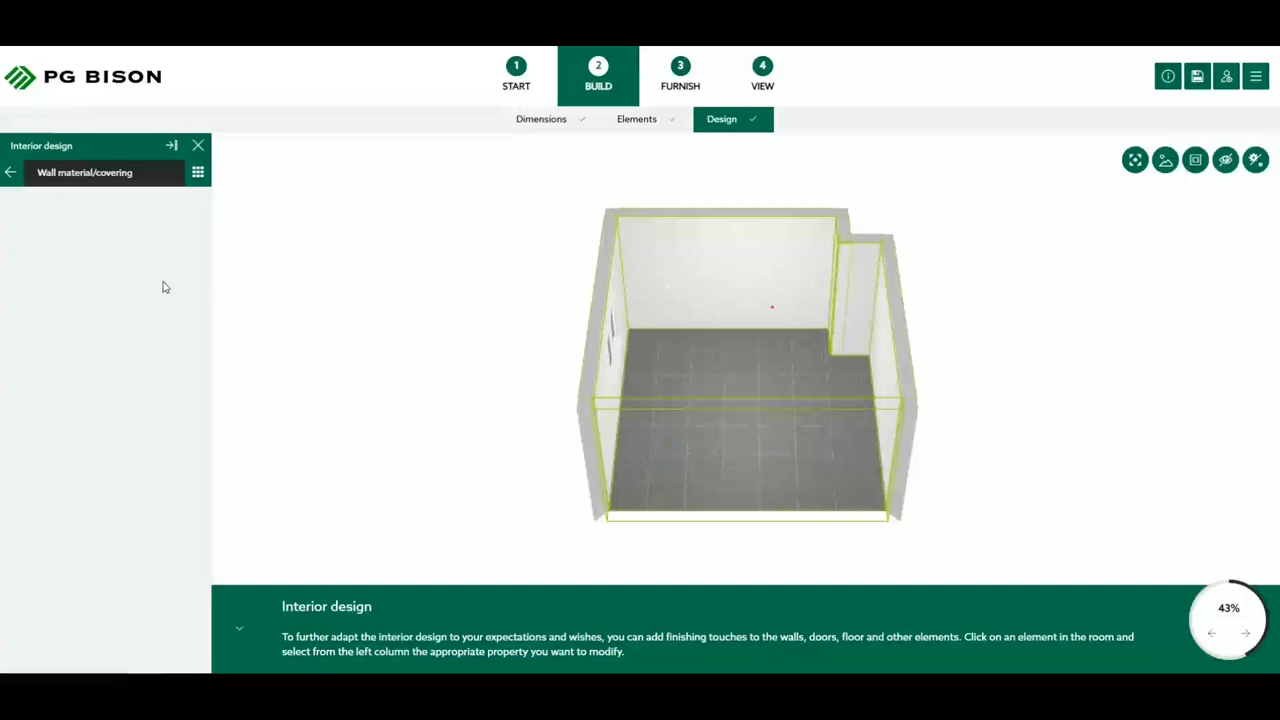 PG BISON
1
START
2
BUILD
3
FURNISH
4
VIEW
Dimensions
Elements
Design
Interior design
Wall material/covering
Interior design
To further adapt the interior design to your expectations and wishes, you can add finishing touches to the walls, doors, floor and other elements. Click on an element in the room and
select from the left column the appropriate property you want to modify.
43%